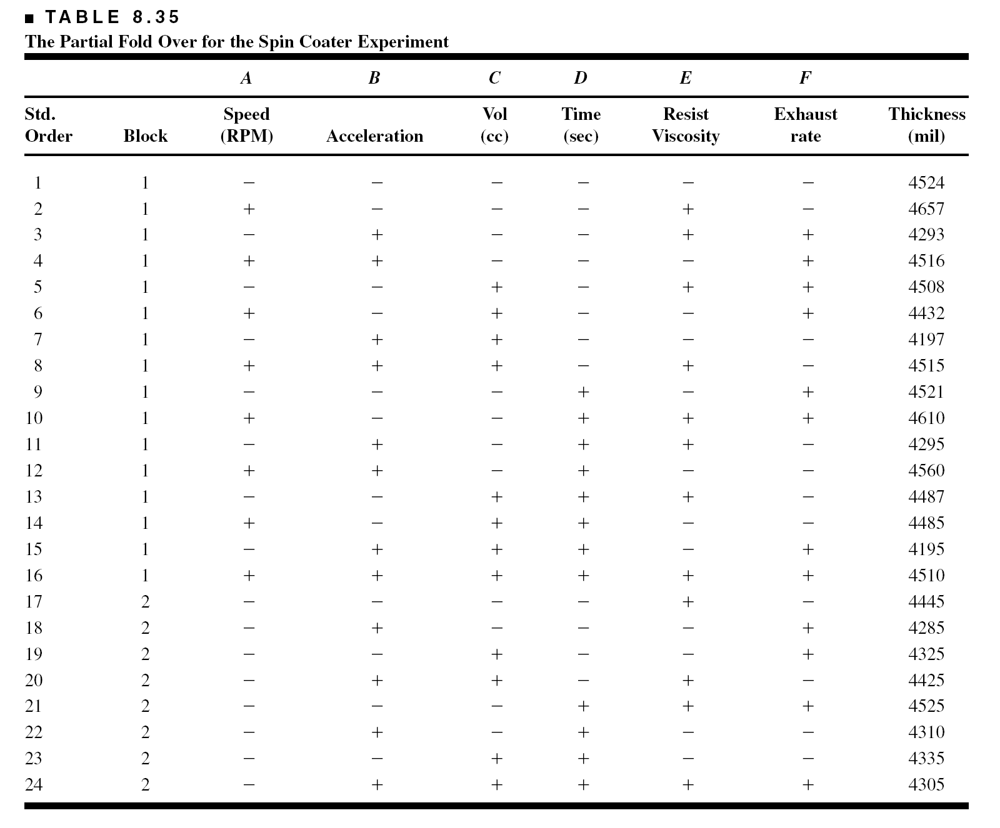 ■ TABLE 8.35
The Partial Fold Over for the Spin Coater Experiment
A B C D E F
Std. Speed Vol Time Resist Exhaust Thickness
Order Block (RPM) Acceleration (cc) (sec) Viscosity rate (mil)
1 1 − − − − − − 4524
2 1 + − − − + − 4657
3 1 − + − − + + 4293
4 1 + + − − − + 4516
5 1 − − + − + + 4508
6 1 + − + − − + 4432
7 1 − + + − − − 4197
8 1 + + + − + − 4515
9 1 − − − + − + 4521
10 1 + − − + + + 4610
11 1 − + − + + − 4295
12 1 + + − + − − 4560
13 1 − − + + + − 4487
14 1 + − + + − − 4485
15 1 − + + + − + 4195
16 1 + + + + + + 4510
17 2 − − − − + − 4445
18 2 − + − − − + 4285
19 2 − − + − − + 4325
20 2 − + + − + − 4425
21 2 − − − + + + 4525
22 2 − + − + − − 4310
23 2 − − + + − − 4335
24 2 − + + + + + 4305